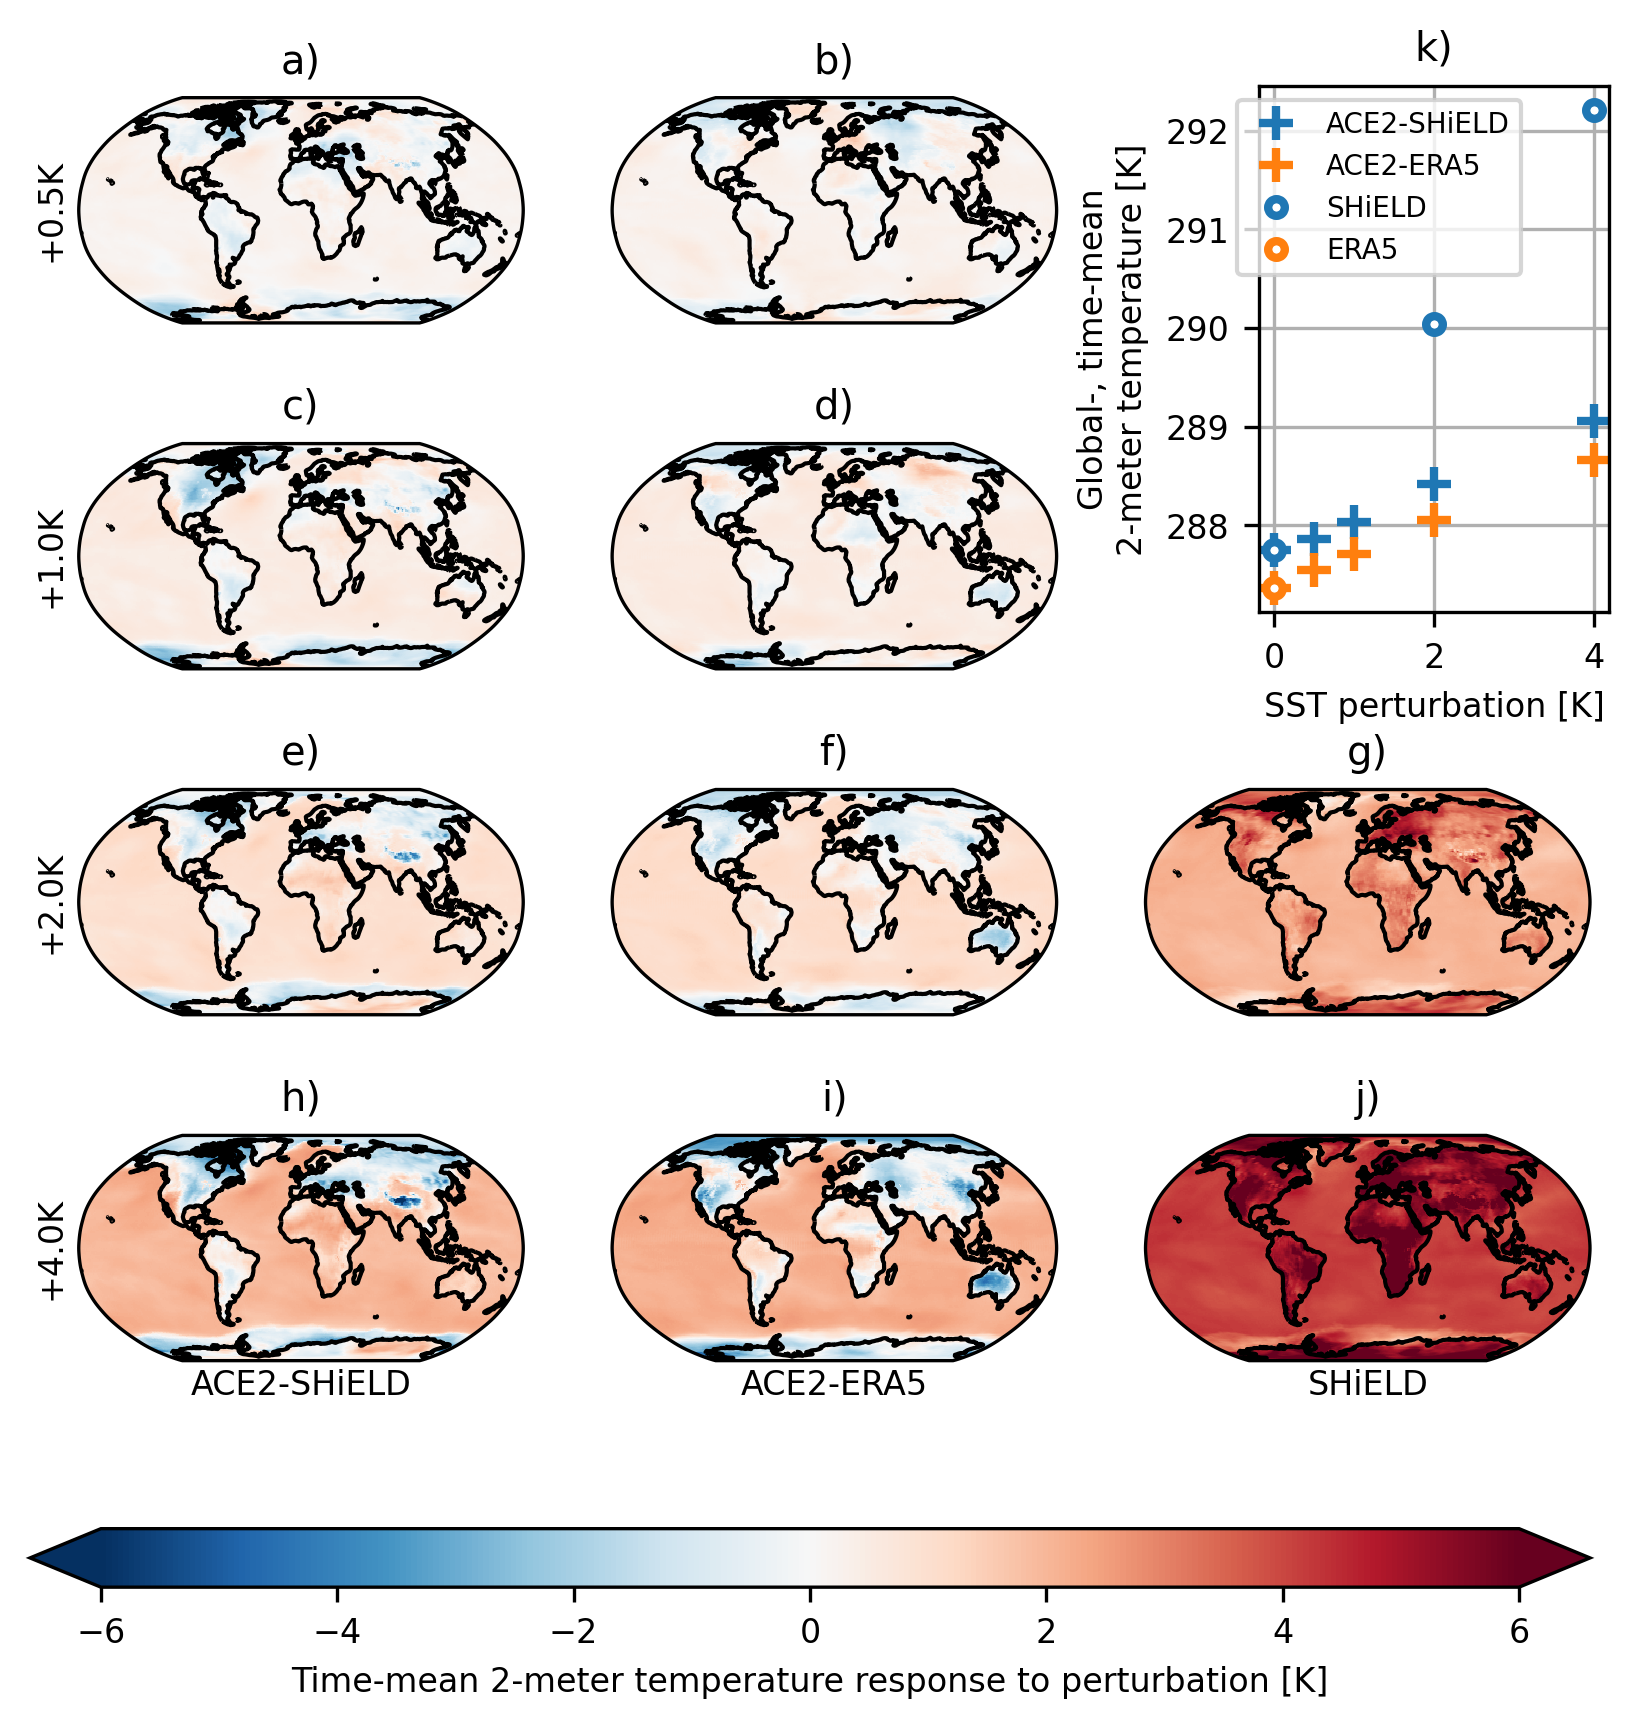 a)
b)
k)
+0.5K
Global-, time-mean
2-meter temperature [K]
292
291
290
289
288
ACE2-SHiELD
ACE2-ERA5
SHiELD
ERA5
0
2
4
SST perturbation [K]
c)
d)
+1.0K
e)
f)
g)
+2.0K
h)
i)
j)
+4.0K
ACE2-SHiELD
ACE2-ERA5
SHiELD
−6
−4
−2
0
2
4
6
Time-mean 2-meter temperature response to perturbation [K]